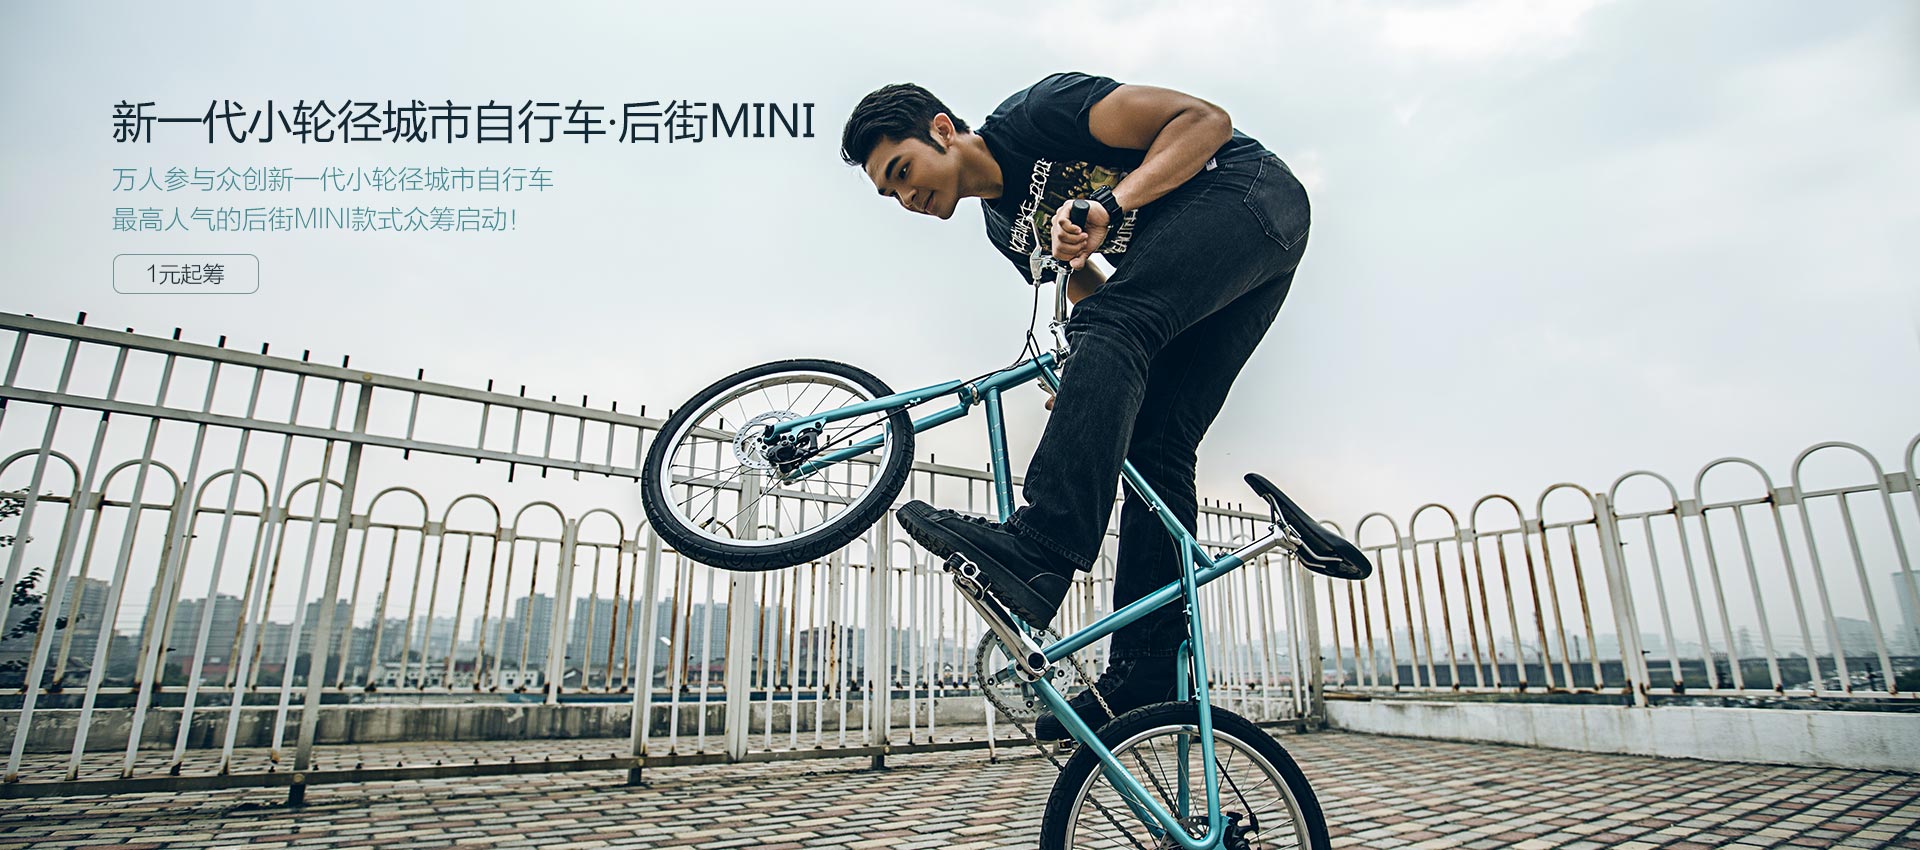 新一代小轮径城市自行车·后街MINI
万人参与众创新一代小轮径城市自行车
最高人气的后街MINI款式众筹启动!
1元起筹